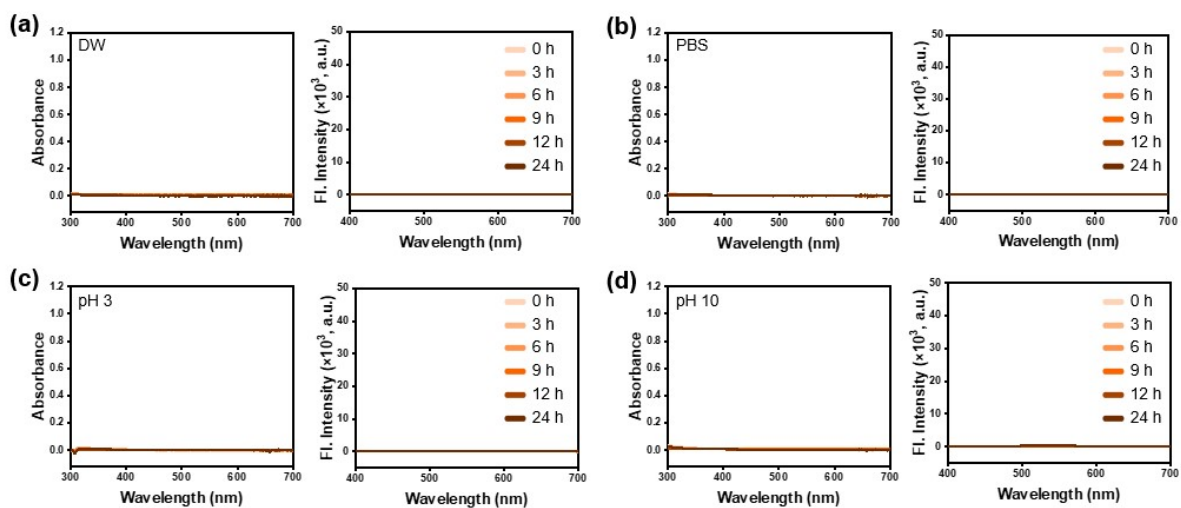 (a)
DW
Absorbance
1.2
1.0
0.8
0.6
0.4
0.2
0.0
300 400 500 600 700
Wavelength (nm)
Fl. Intensity (×10³, a.u.)
50
40
30
20
10
0
400 500 600 700
Wavelength (nm)
0 h
3 h
6 h
9 h
12 h
24 h
(b)
PBS
Absorbance
1.2
1.0
0.8
0.6
0.4
0.2
0.0
300 400 500 600 700
Wavelength (nm)
Fl. Intensity (×10³, a.u.)
50
40
30
20
10
0
400 500 600 700
Wavelength (nm)
0 h
3 h
6 h
9 h
12 h
24 h
(c)
pH 3
Absorbance
1.2
1.0
0.8
0.6
0.4
0.2
0.0
300 400 500 600 700
Wavelength (nm)
Fl. Intensity (×10³, a.u.)
50
40
30
20
10
0
400 500 600 700
Wavelength (nm)
0 h
3 h
6 h
9 h
12 h
24 h
(d)
pH 10
Absorbance
1.2
1.0
0.8
0.6
0.4
0.2
0.0
300 400 500 600 700
Wavelength (nm)
Fl. Intensity (×10³, a.u.)
50
40
30
20
10
0
400 500 600 700
Wavelength (nm)
0 h
3 h
6 h
9 h
12 h
24 h